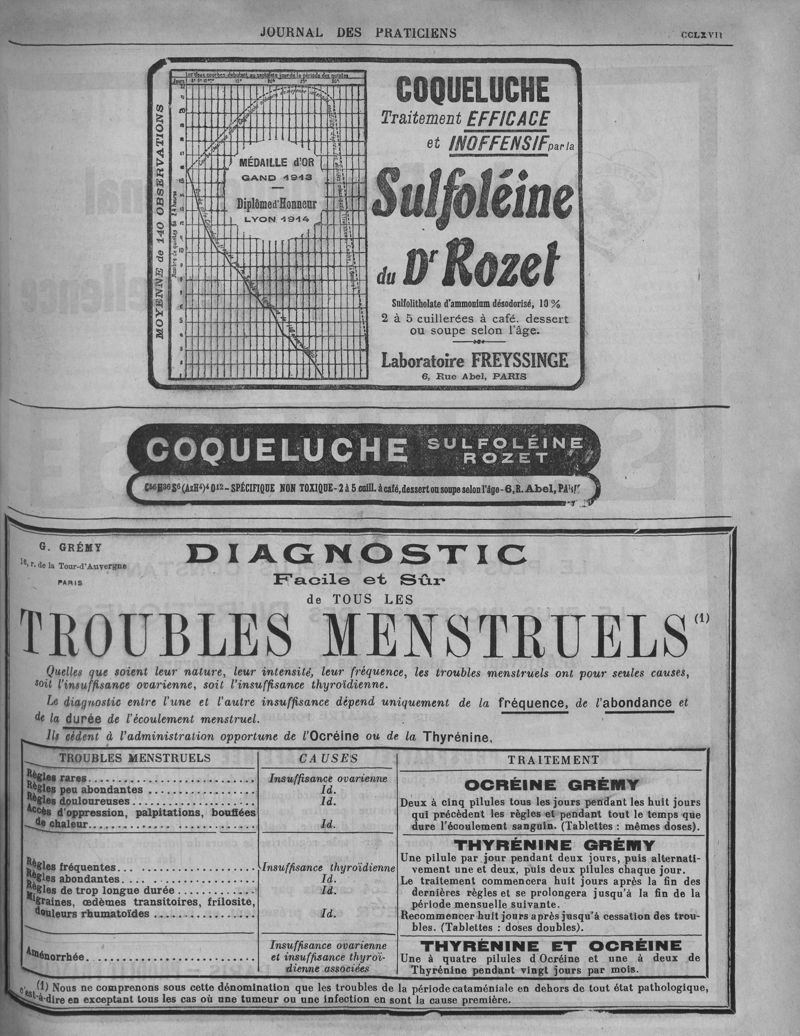 JOURNAL DES PRATICIENS
CCLXVII
MOYENNE de 140 OBSERVATIONS
Nombre de quintes en 24 heures
MÉDAILLE d'OR
GAND 1913
Diplôme d'Honneur
LYON 1914
COQUELUCHE
Traitement EFFICACE
et INOFFENSIF par la
Sulfoléine
du Dr Rozet
Sulfolitholate d'ammonium désodorisé, 10 %
2 à 5 cuillerées à café, dessert
ou soupe selon l'âge.
Laboratoire FREYSSINGE
6, Rue Abel, PARIS
COQUELUCHE SULFOLÉINE
ROZET
SPÉCIFIQUE NON TOXIQUE - 2 à 5 cuill. à café, dessert ou soupe selon l'âge - 6, R. Abel, PARIS
G. GRÉMY
16, r. de la Tour-d'Auvergne
PARIS
DIAGNOSTIC
Facile et Sûr
de TOUS LES
TROUBLES MENSTRUELS (1)
Quelles que soient leur nature, leur intensité, leur fréquence, les troubles menstruels ont pour seules causes,
soit l'insuffisance ovarienne, soit l'insuffisance thyroïdienne.
Le diagnostic entre l'une et l'autre insuffisance dépend uniquement de la fréquence, de l'abondance et
de la durée de l'écoulement menstruel.
Ils cèdent à l'administration opportune de l'Ocréine ou de la Thyrénine.
TROUBLES MENSTRUELS
CAUSES
TRAITEMENT
Règles rares
Insuffisance ovarienne
Règles peu abondantes
Id.
Règles douloureuses
Id.
Accès d'oppression, palpitations, bouffées
de chaleur
Id.
OCRÉINE GRÉMY
Deux à cinq pilules tous les jours pendant les huit jours
qui précèdent les règles et pendant tout le temps que
dure l'écoulement sanguin. (Tablettes : mêmes doses).
Règles fréquentes
Insuffisance thyroïdienne
Règles abondantes
Id.
Règles de trop longue durée
Id.
Migraines, œdèmes transitoires, frilosité,
douleurs rhumatoïdes
Id.
THYRÉNINE GRÉMY
Une pilule par jour pendant deux jours, puis alternati-
vement une et deux, puis deux pilules chaque jour.
Le traitement commencera huit jours après la fin des
dernières règles et se prolongera jusqu'à la fin de la
période mensuelle suivante.
Recommencer huit jours après jusqu'à cessation des trou-
bles. (Tablettes : doses doubles).
Aménorrhée
Insuffisance ovarienne
et insuffisance thyroï-
dienne associées
THYRÉNINE ET OCRÉINE
Une à quatre pilules d'Ocréine et une à deux de
Thyrénine pendant vingt jours par mois.
(1) Nous ne comprenons sous cette dénomination que les troubles de la période cataméniale en dehors de tout état pathologique,
c'est-à-dire en exceptant tous les cas où une tumeur ou une infection en sont la cause première.